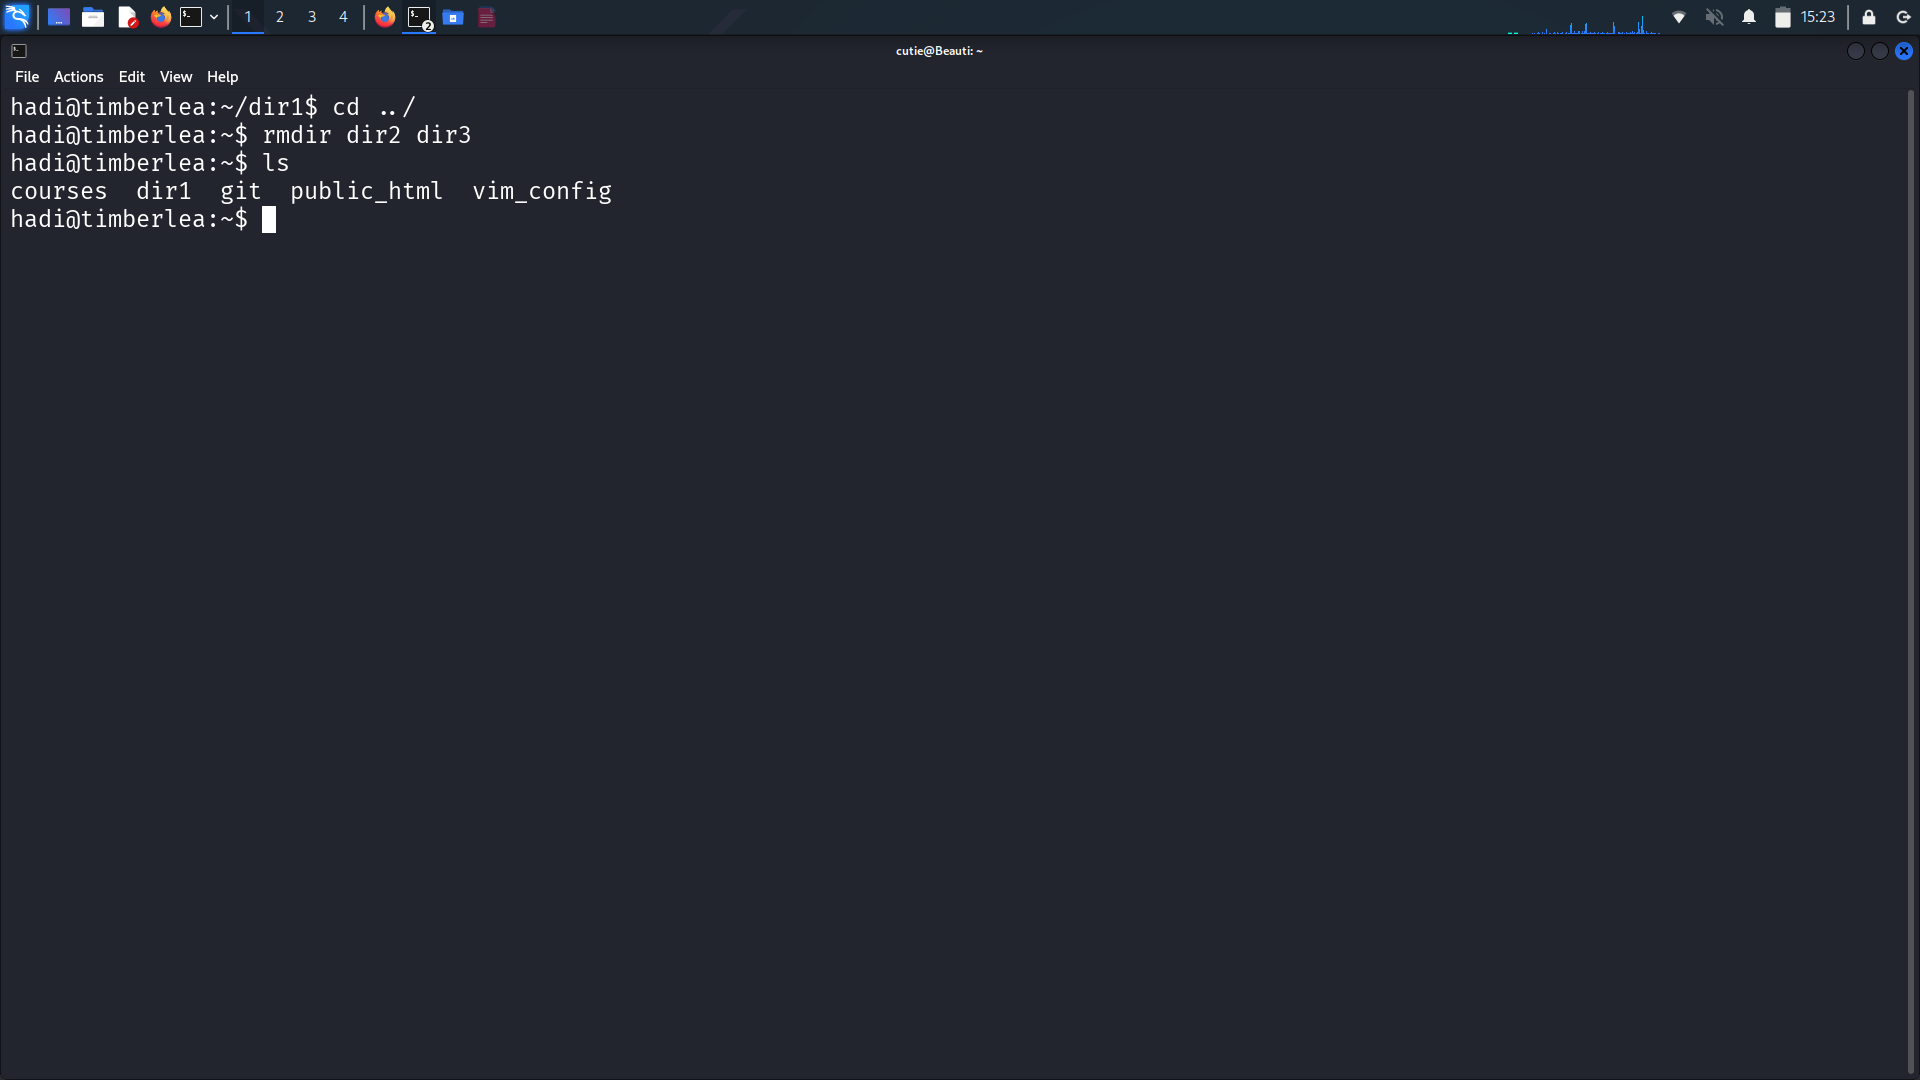 1 2 3 4 2 15:23
cutie@Beauti: ~
File Actions Edit View Help
hadi@timberlea:~/dir1$ cd ../
hadi@timberlea:~$ rmdir dir2 dir3
hadi@timberlea:~$ ls
courses  dir1  git  public_html  vim_config
hadi@timberlea:~$